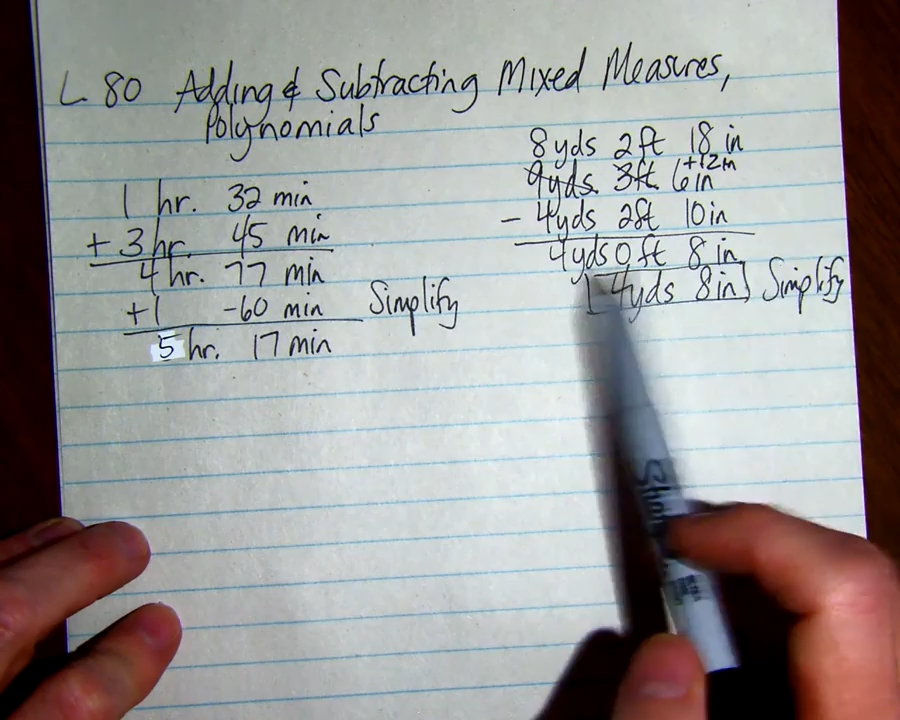 L 80 Adding & Subtracting Mixed Measures,
Polynomials
1 hr. 32 min
+ 3 hr. 45 min
4 hr. 77 min
+1 -60 min Simplify
5 hr. 17 min
8 yds 2 ft 18 in
+12in
9 yds. 3 ft. 6 in
- 4 yds 2 ft 10 in
4 yds 0 ft 8 in
4 yds 8 in Simplify